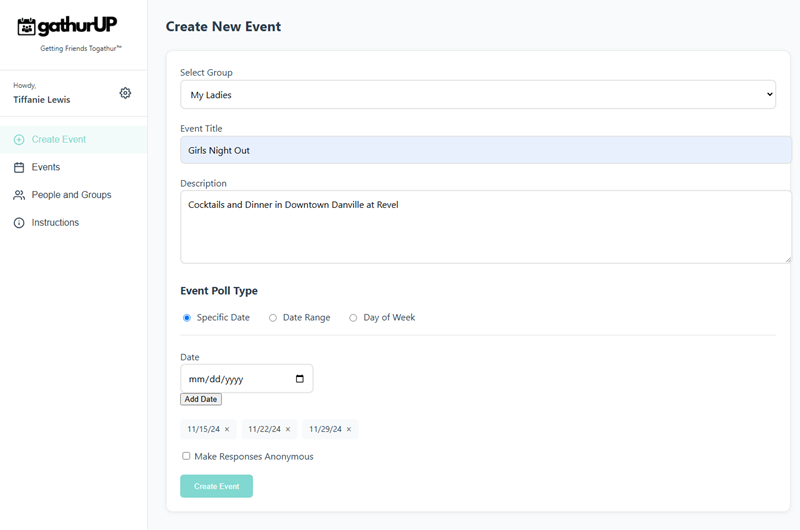 gathurUP
Getting Friends Togathur™
Howdy,
Tiffanie Lewis
Create Event
Events
People and Groups
Instructions
Create New Event
Select Group
My Ladies
Event Title
Girls Night Out
Description
Cocktails and Dinner in Downtown Danville at Revel
Event Poll Type
Specific Date Date Range Day of Week
Date
mm/dd/yyyy
Add Date
11/15/24 × 11/22/24 × 11/29/24 ×
Make Responses Anonymous
Create Event